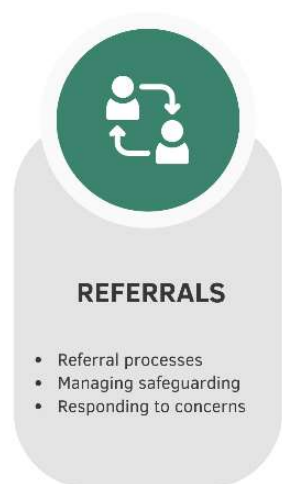 REFERRALS
• Referral processes
• Managing safeguarding
• Responding to concerns